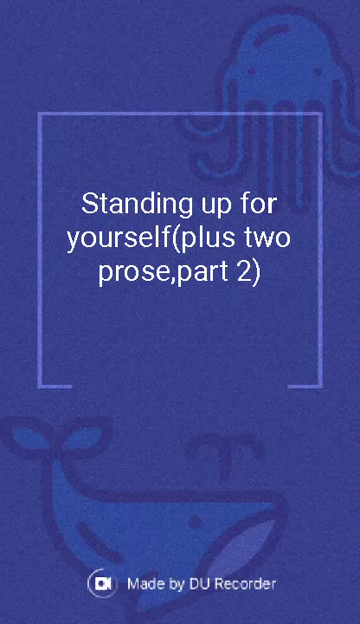 Standing up for
yourself(plus two
prose,part 2)
Made by DU Recorder